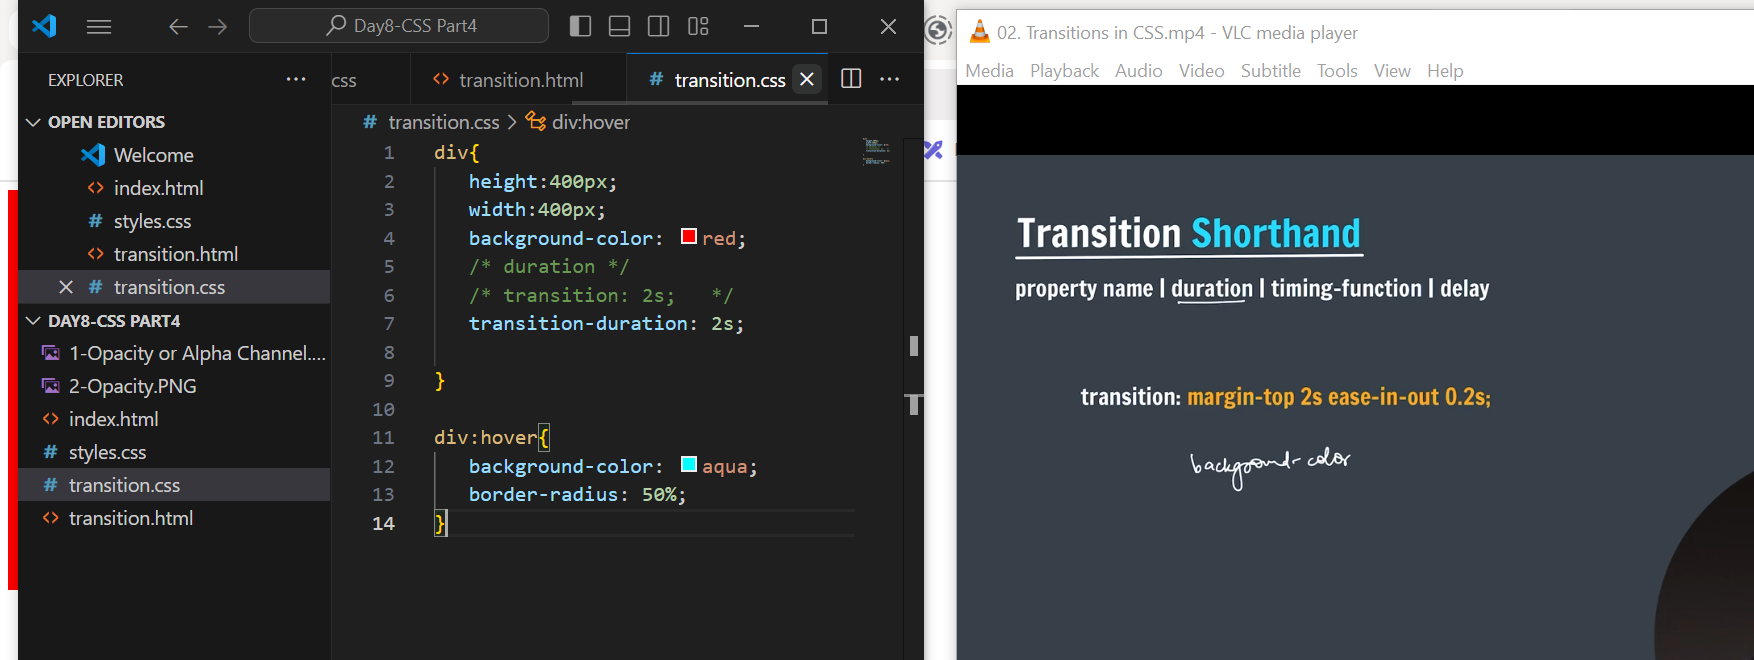 Day8-CSS Part4
EXPLORER
OPEN EDITORS
Welcome
index.html
styles.css
transition.html
transition.css
DAY8-CSS PART4
1-Opacity or Alpha Channel....
2-Opacity.PNG
index.html
styles.css
transition.css
transition.html
css
transition.html
transition.css
transition.css > div:hover
1 div{
2 height:400px;
3 width:400px;
4 background-color: red;
5 /* duration */
6 /* transition: 2s;   */
7 transition-duration: 2s;
8
9 }
10
11 div:hover{
12 background-color: aqua;
13 border-radius: 50%;
14 }
02. Transitions in CSS.mp4 - VLC media player
Media Playback Audio Video Subtitle Tools View Help
Transition Shorthand
property name | duration | timing-function | delay
transition: margin-top 2s ease-in-out 0.2s;
background-color